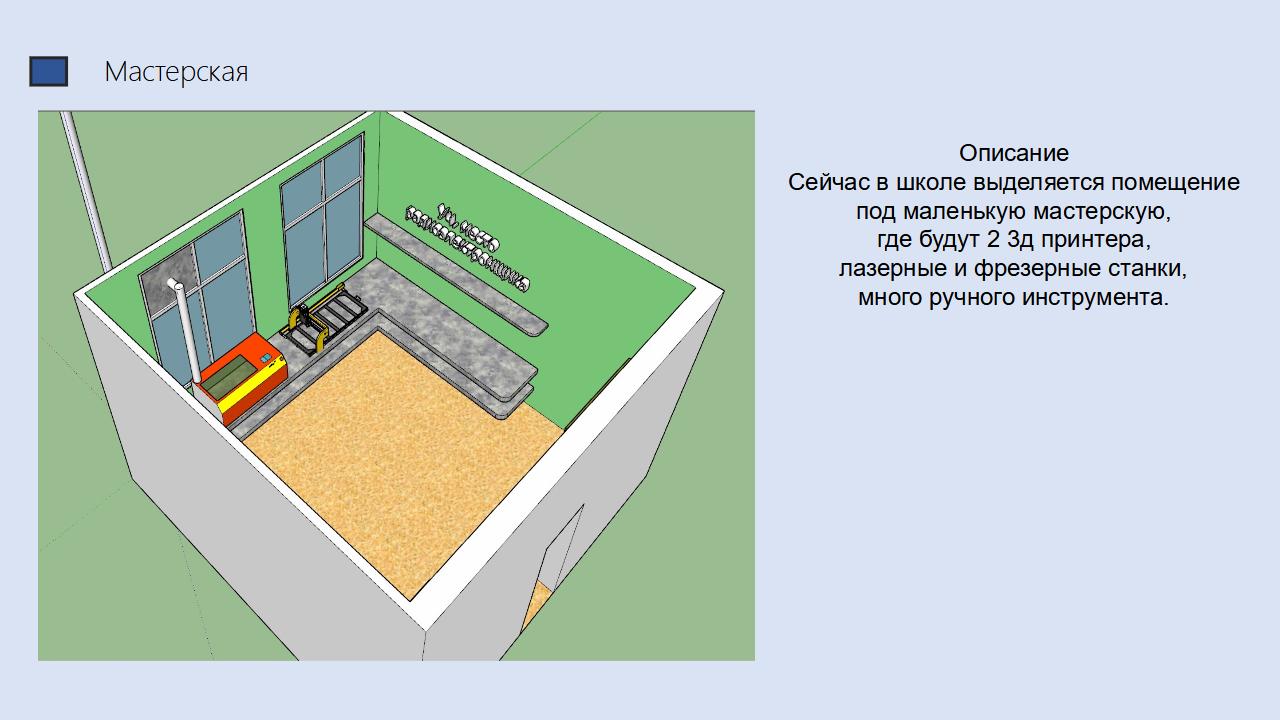 Мастерская
Описание
Сейчас в школе выделяется помещение
под маленькую мастерскую,
где будут 2 3д принтера,
лазерные и фрезерные станки,
много ручного инструмента.